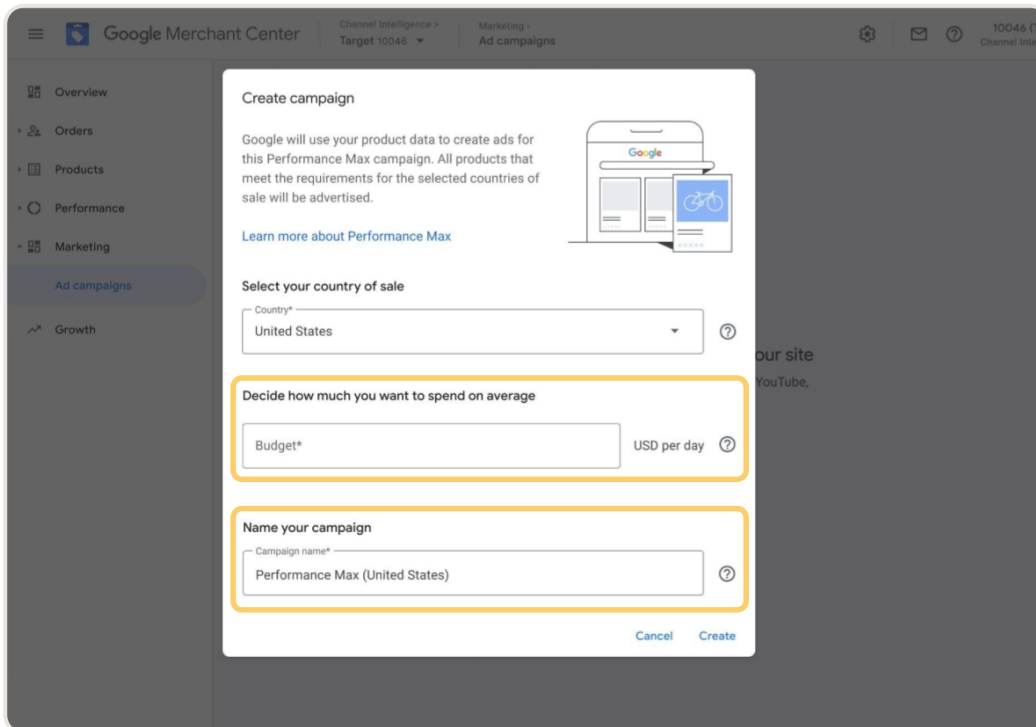 Google Merchant Center
Channel Intelligence >
Target 10046
Marketing >
Ad campaigns
10046 (T
Channel Inte
Overview
Orders
Products
Performance
Marketing
Ad campaigns
Growth
Create campaign
Google will use your product data to create ads for
this Performance Max campaign. All products that
meet the requirements for the selected countries of
sale will be advertised.
Learn more about Performance Max
Google
Select your country of sale
Country*
United States
Decide how much you want to spend on average
Budget*
USD per day
Name your campaign
Campaign name*
Performance Max (United States)
Cancel
Create
our site
YouTube,